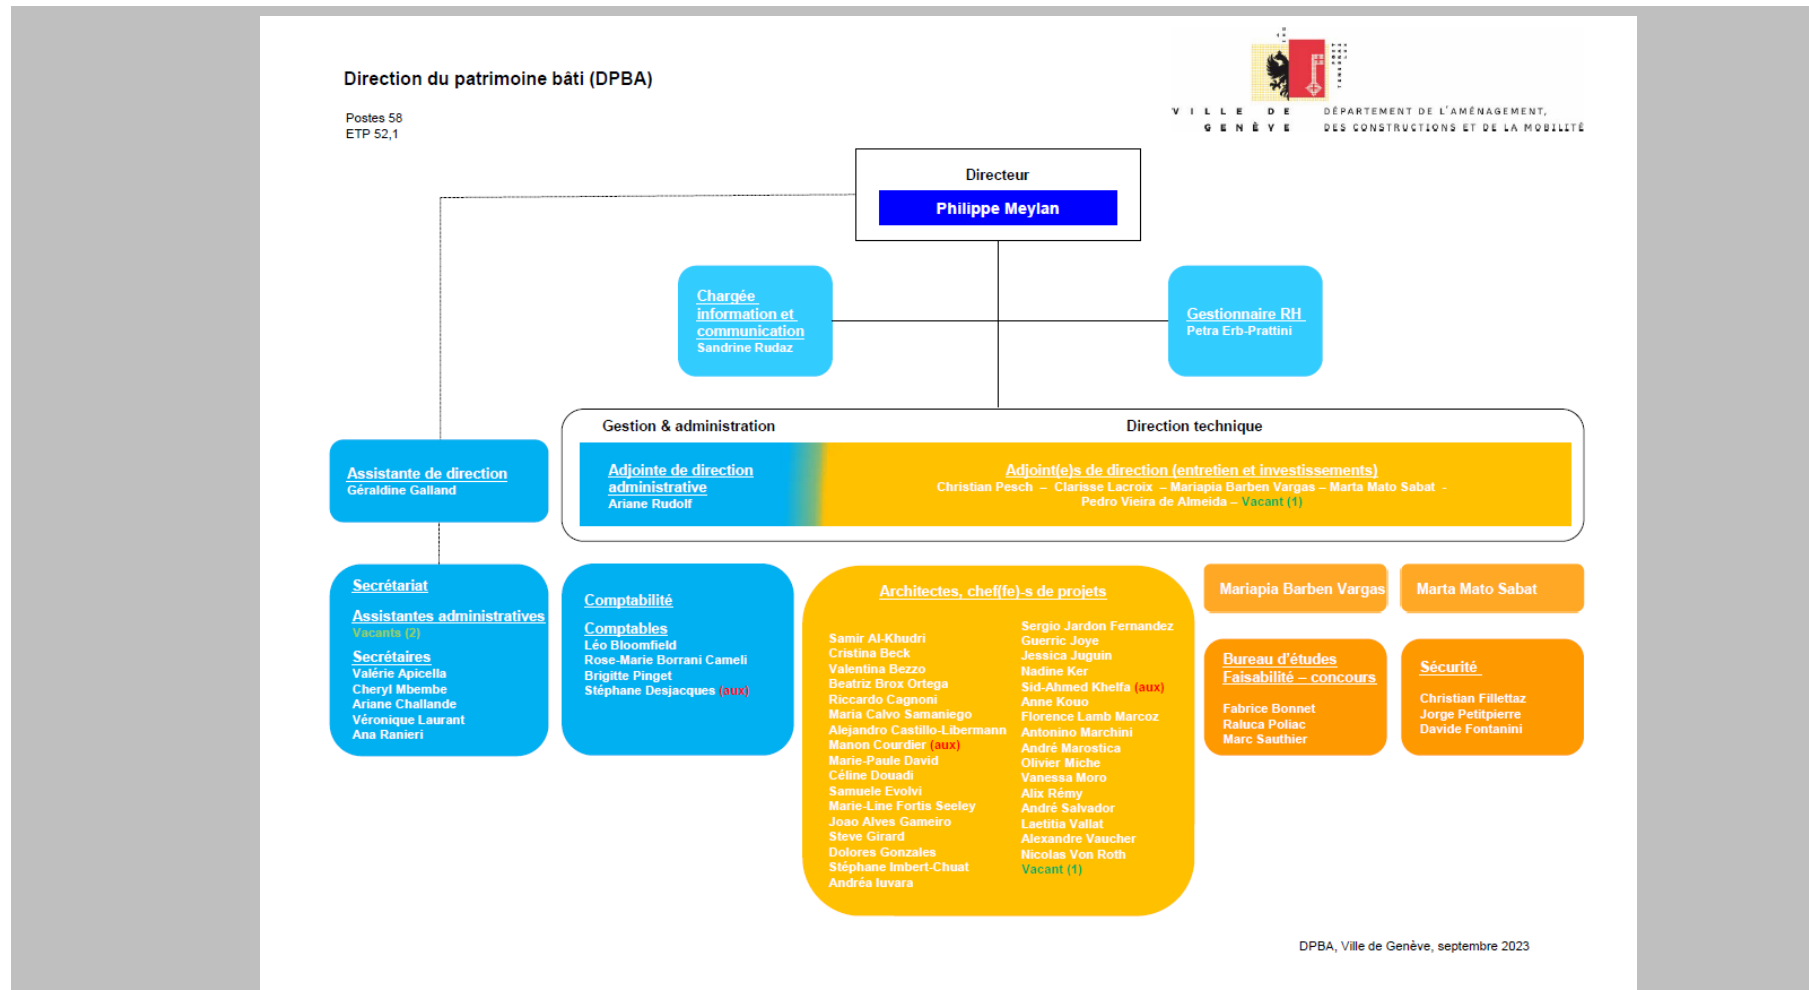 Direction du patrimoine bâti (DPBA)
Postes 58
ETP 52,1
VILLE DE
GENÈVE
DÉPARTEMENT DE L'AMÉNAGEMENT,
DES CONSTRUCTIONS ET DE LA MOBILITÉ
Directeur
Philippe Meylan
Chargée
information et
communication
Sandrine Rudaz
Gestionnaire RH
Petra Erb-Prattini
Assistante de direction
Géraldine Galland
Gestion & administration
Direction technique
Adjointe de direction
administrative
Ariane Rudolf
Adjoint(e)s de direction (entretien et investissements)
Christian Pesch – Clarisse Lacroix – Mariapia Barben Vargas – Marta Mato Sabat -
Pedro Vieira de Almeida – Vacant (1)
Secrétariat
Assistantes administratives
Vacants (2)
Secrétaires
Valérie Apicella
Cheryl Mbembe
Ariane Challande
Véronique Laurant
Ana Ranieri
Comptabilité
Comptables
Léo Bloomfield
Rose-Marie Borrani Cameli
Brigitte Pinget
Stéphane Desjacques (aux)
Architectes, chef(fe)-s de projets
Samir Al-Khudri
Cristina Beck
Valentina Bezzo
Beatriz Brox Ortega
Riccardo Cagnoni
Maria Calvo Samaniego
Alejandro Castillo-Libermann
Manon Courdier (aux)
Marie-Paule David
Céline Douadi
Samuele Evolvi
Marie-Line Fortis Seeley
Joao Alves Gameiro
Steve Girard
Dolores Gonzales
Stéphane Imbert-Chuat
Andréa Iuvara
Sergio Jardon Fernandez
Guerric Joye
Jessica Juguin
Nadine Ker
Sid-Ahmed Khelfa (aux)
Anne Kouo
Florence Lamb Marcoz
Antonino Marchini
André Marostica
Olivier Miche
Vanessa Moro
Alix Rémy
André Salvador
Laetitia Vallat
Alexandre Vaucher
Nicolas Von Roth
Vacant (1)
Mariapia Barben Vargas
Bureau d'études
Faisabilité – concours
Fabrice Bonnet
Raluca Poliac
Marc Sauthier
Marta Mato Sabat
Sécurité
Christian Fillettaz
Jorge Petitpierre
Davide Fontanini
DPBA, Ville de Genève, septembre 2023